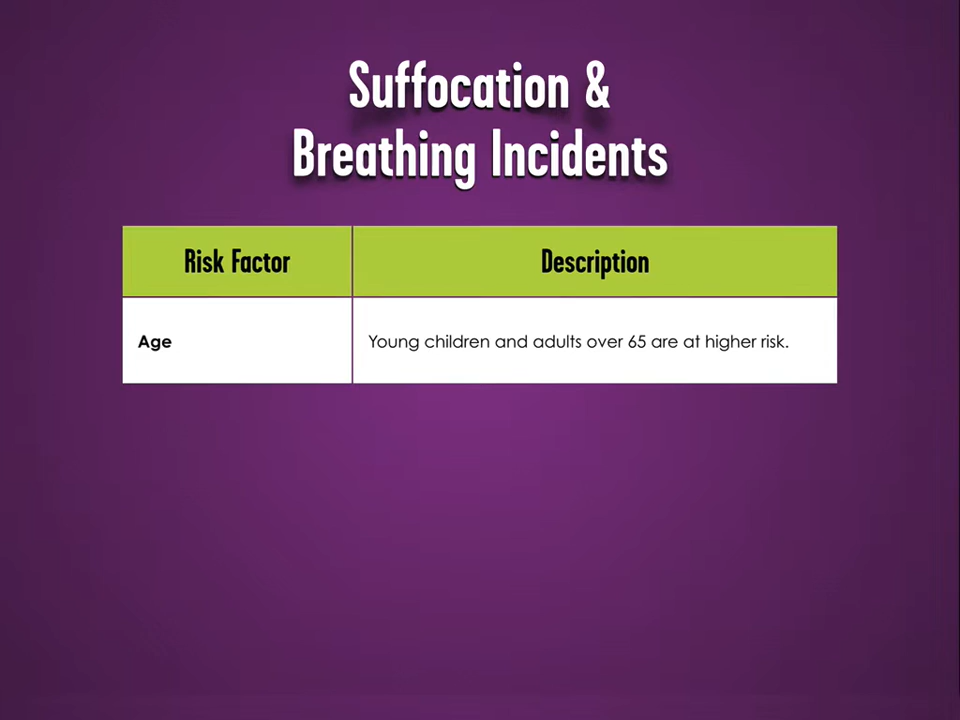 Suffocation &
Breathing Incidents
Risk Factor
Description
Age
Young children and adults over 65 are at higher risk.